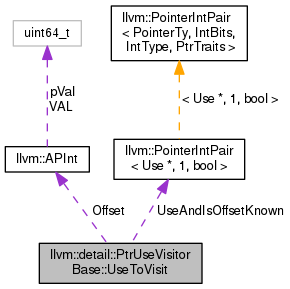 uint64_t
llvm::PointerIntPair
< PointerTy, IntBits,
IntType, PtrTraits >
pVal
VAL
< Use *, 1, bool >
llvm::APInt
llvm::PointerIntPair
< Use *, 1, bool >
Offset
UseAndIsOffsetKnown
llvm::detail::PtrUseVisitor
Base::UseToVisit